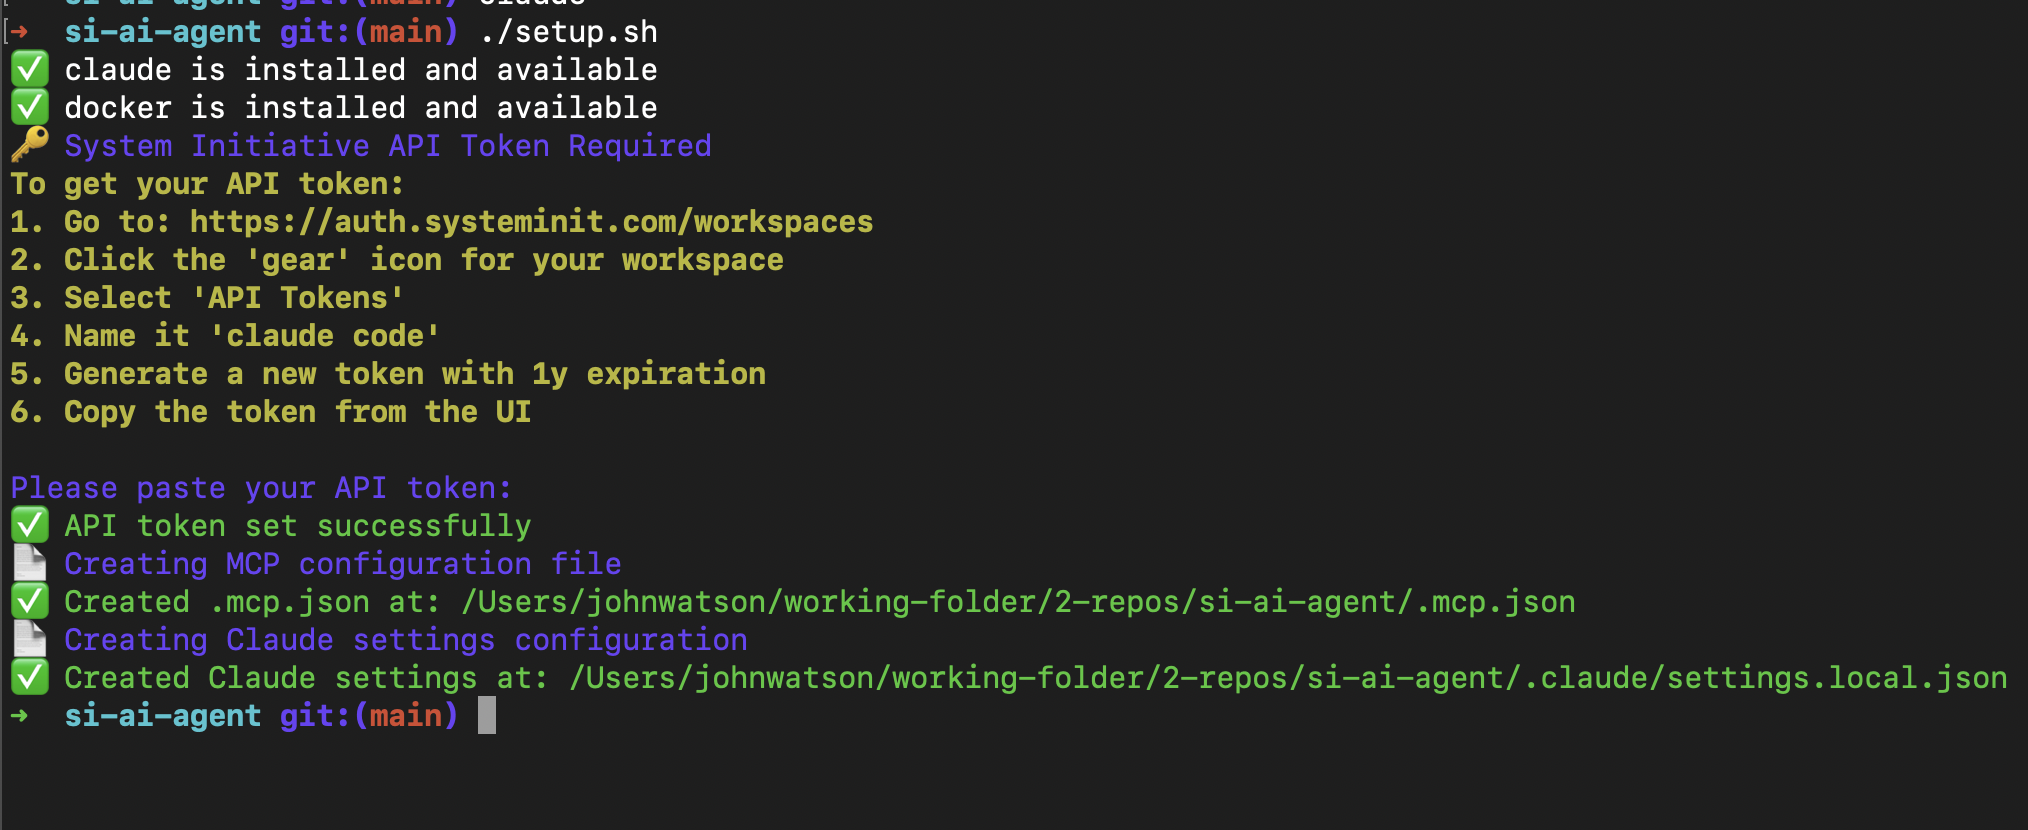 si-ai-agent git:(main) claude
➜ si-ai-agent git:(main) ./setup.sh
✅ claude is installed and available
✅ docker is installed and available
🔑 System Initiative API Token Required
To get your API token:
1. Go to: https://auth.systeminit.com/workspaces
2. Click the 'gear' icon for your workspace
3. Select 'API Tokens'
4. Name it 'claude code'
5. Generate a new token with 1y expiration
6. Copy the token from the UI
Please paste your API token:
✅ API token set successfully
📄 Creating MCP configuration file
✅ Created .mcp.json at: /Users/johnwatson/working-folder/2-repos/si-ai-agent/.mcp.json
📄 Creating Claude settings configuration
✅ Created Claude settings at: /Users/johnwatson/working-folder/2-repos/si-ai-agent/.claude/settings.local.json
➜ si-ai-agent git:(main)